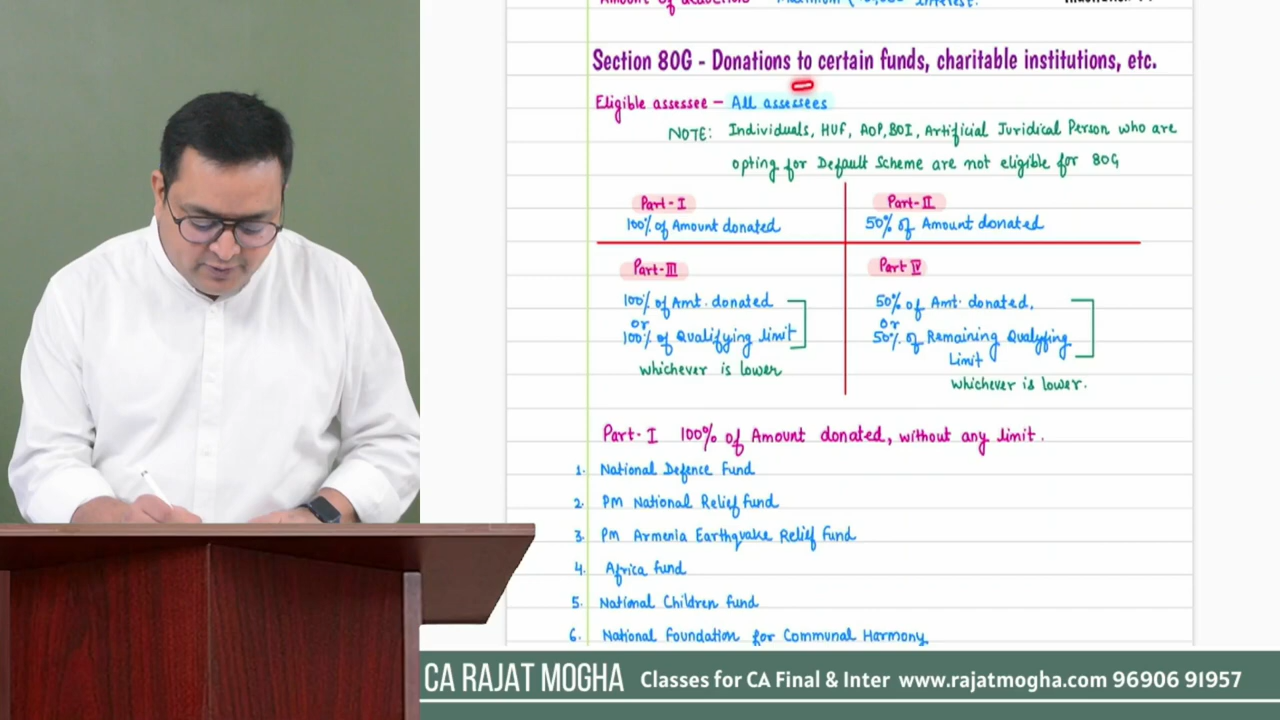 Section 80G - Donations to certain funds, charitable institutions, etc.
Eligible assessee - All assessees
NOTE: Individuals, HUF, AOP, BOI, Artificial Juridical Person who are
opting for Default Scheme are not eligible for 80G
Part-I
100% of Amount donated
Part-II
50% of Amount donated
Part-III
100% of Amt. donated
or
100% of Qualifying limit
whichever is lower
Part IV
50% of Amt. donated.
or
50% of Remaining Qualyfing
Limit
whichever is lower.
Part-I 100% of Amount donated, without any limit.
1. National Defence Fund
2. PM National Relief fund
3. PM Armenia Earthquake Relief Fund
4. Africa fund
5. National Children fund
6. National Foundation for Communal Harmony
CA RAJAT MOGHA Classes for CA Final & Inter www.rajatmogha.com 96906 91957